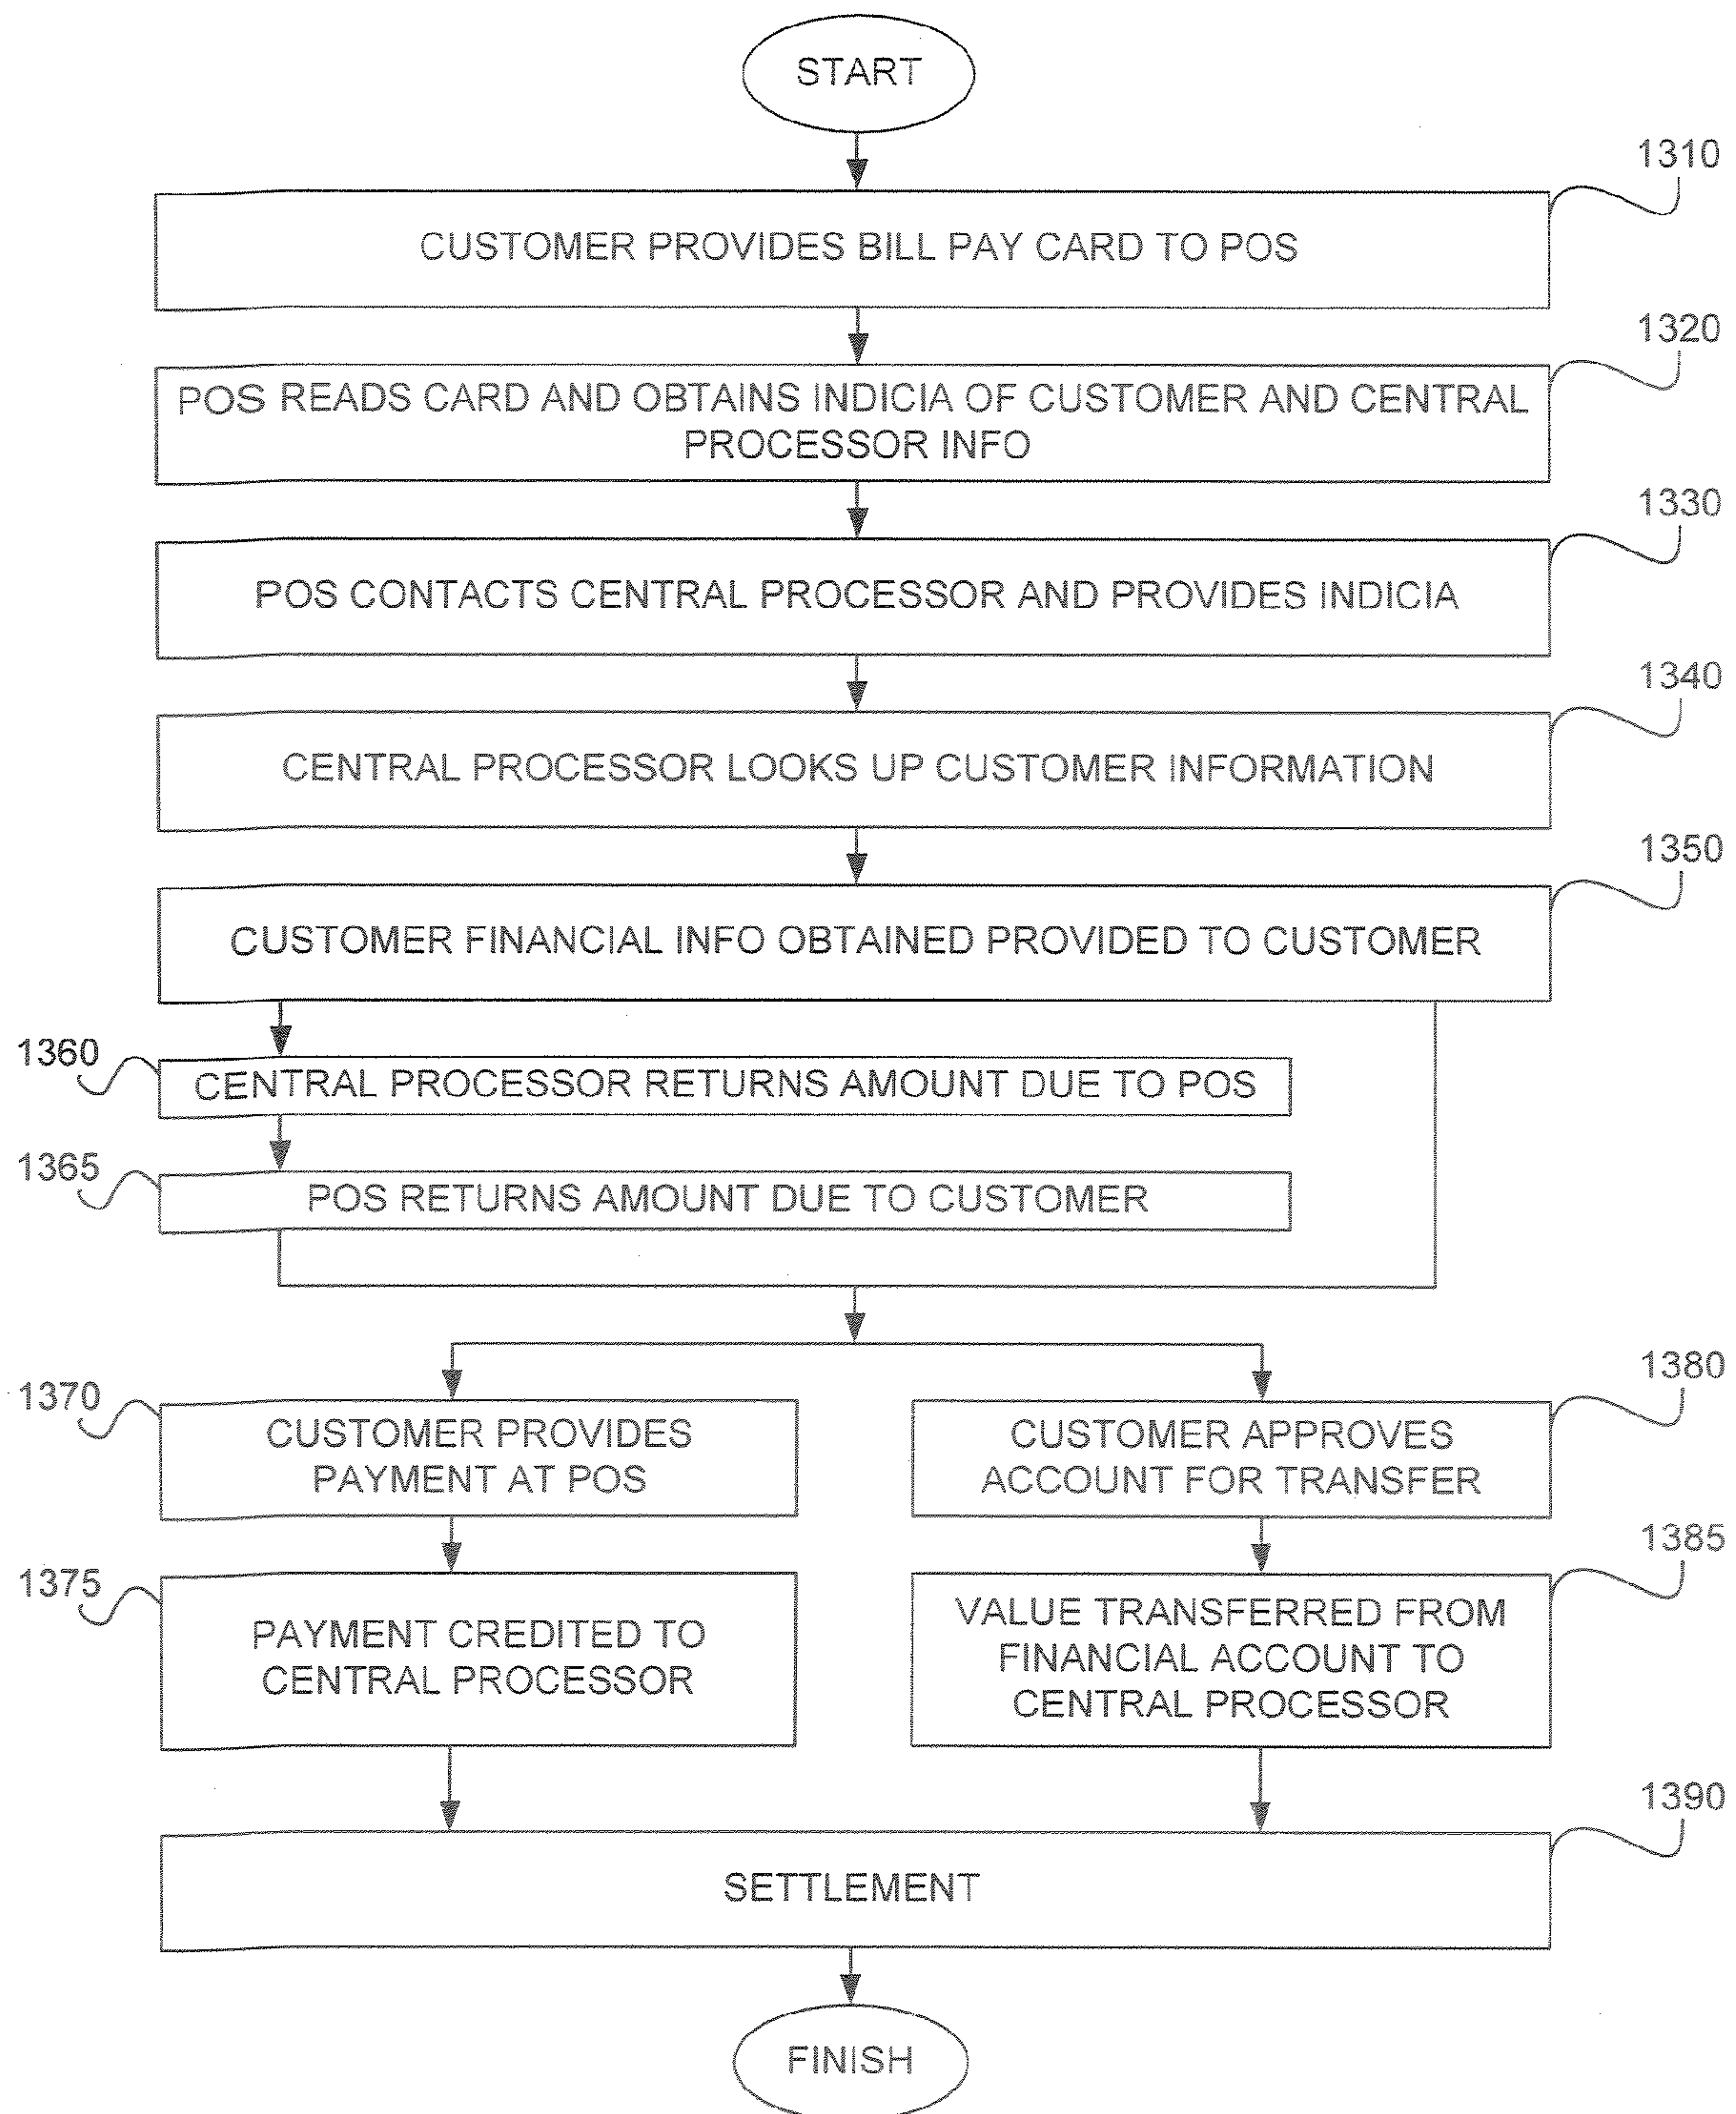 START
1310
CUSTOMER PROVIDES BILL PAY CARD TO POS
1320
POS READS CARD AND OBTAINS INDICIA OF CUSTOMER AND CENTRAL
PROCESSOR INFO
1330
POS CONTACTS CENTRAL PROCESSOR AND PROVIDES INDICIA
1340
CENTRAL PROCESSOR LOOKS UP CUSTOMER INFORMATION
1350
CUSTOMER FINANCIAL INFO OBTAINED PROVIDED TO CUSTOMER
1360
CENTRAL PROCESSOR RETURNS AMOUNT DUE TO POS
1365
POS RETURNS AMOUNT DUE TO CUSTOMER
1370
CUSTOMER PROVIDES
PAYMENT AT POS
1380
CUSTOMER APPROVES
ACCOUNT FOR TRANSFER
1375
PAYMENT CREDITED TO
CENTRAL PROCESSOR
1385
VALUE TRANSFERRED FROM
FINANCIAL ACCOUNT TO
CENTRAL PROCESSOR
1390
SETTLEMENT
FINISH